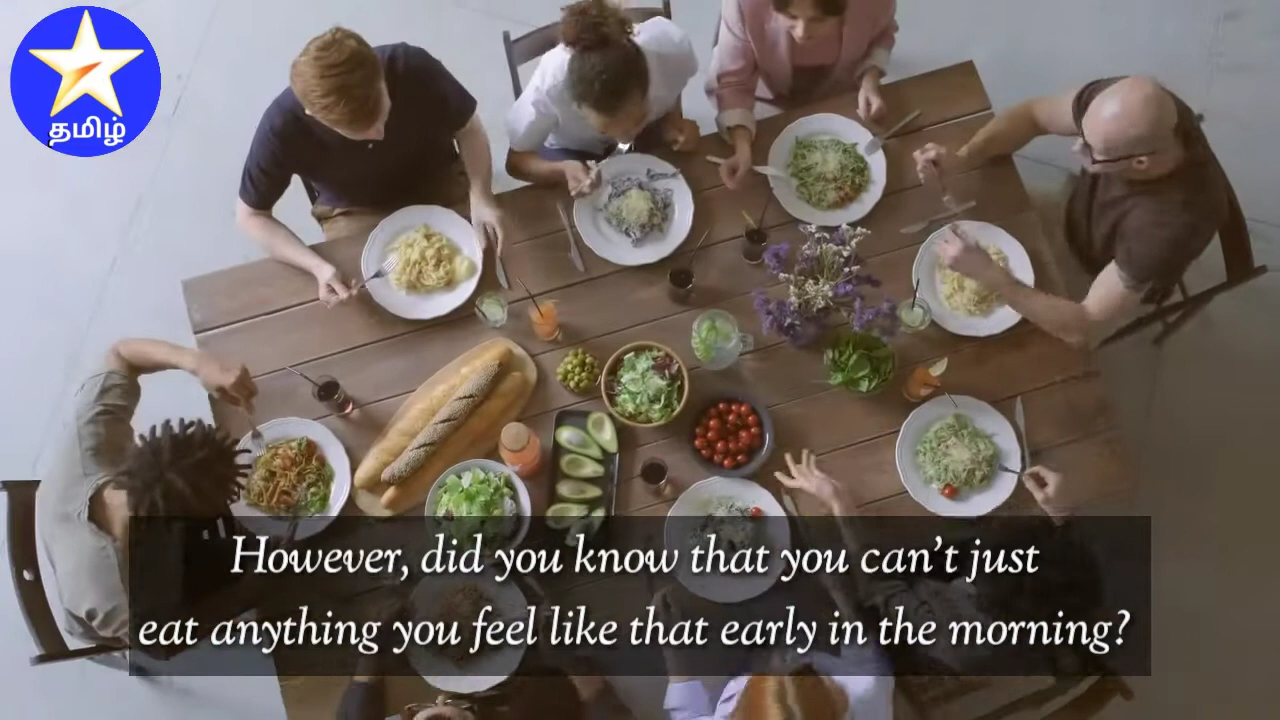 தமிழ்
However, did you know that you can't just
eat anything you feel like that early in the morning?